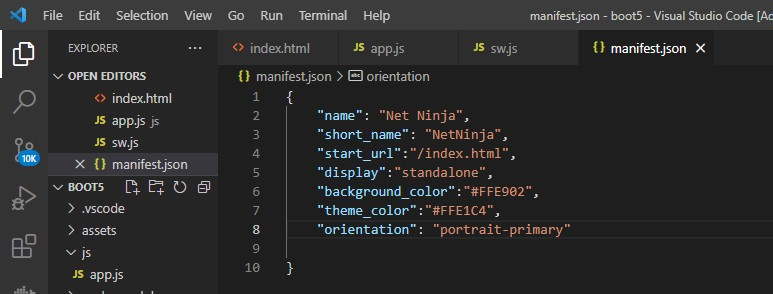 File Edit Selection View Go Run Terminal Help manifest.json - boot5 - Visual Studio Code [Ad
EXPLORER
OPEN EDITORS
index.html
app.js js
sw.js
manifest.json
BOOT5
.vscode
assets
js
JS app.js
10K
index.html JS app.js JS sw.js {} manifest.json
{} manifest.json > abc orientation
1 {
2 "name": "Net Ninja",
3 "short_name": "NetNinja",
4 "start_url":"/index.html",
5 "display":"standalone",
6 "background_color":"#FFE902",
7 "theme_color":"#FFE1C4",
8 "orientation": "portrait-primary"
9
10 }